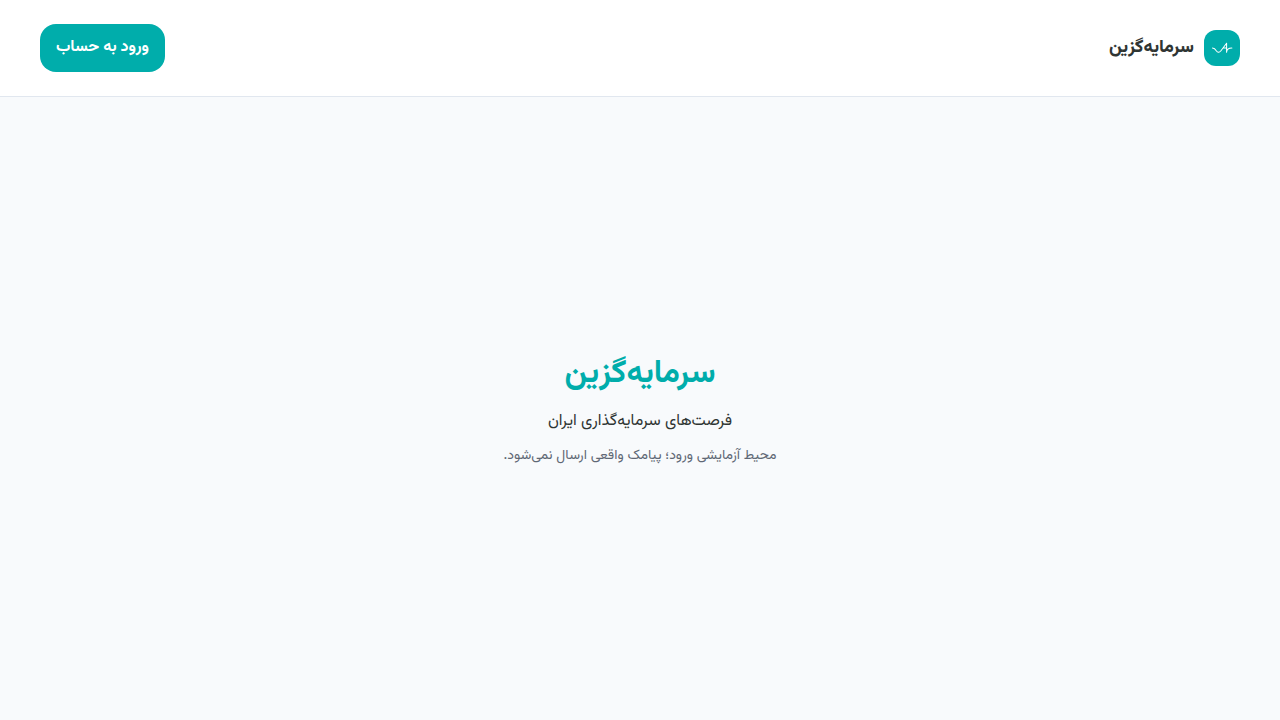 سرمایه‌گزین
ورود به حساب
سرمایه‌گزین
فرصت‌های سرمایه‌گذاری ایران
محیط آزمایشی ورود؛ پیامک واقعی ارسال نمی‌شود.